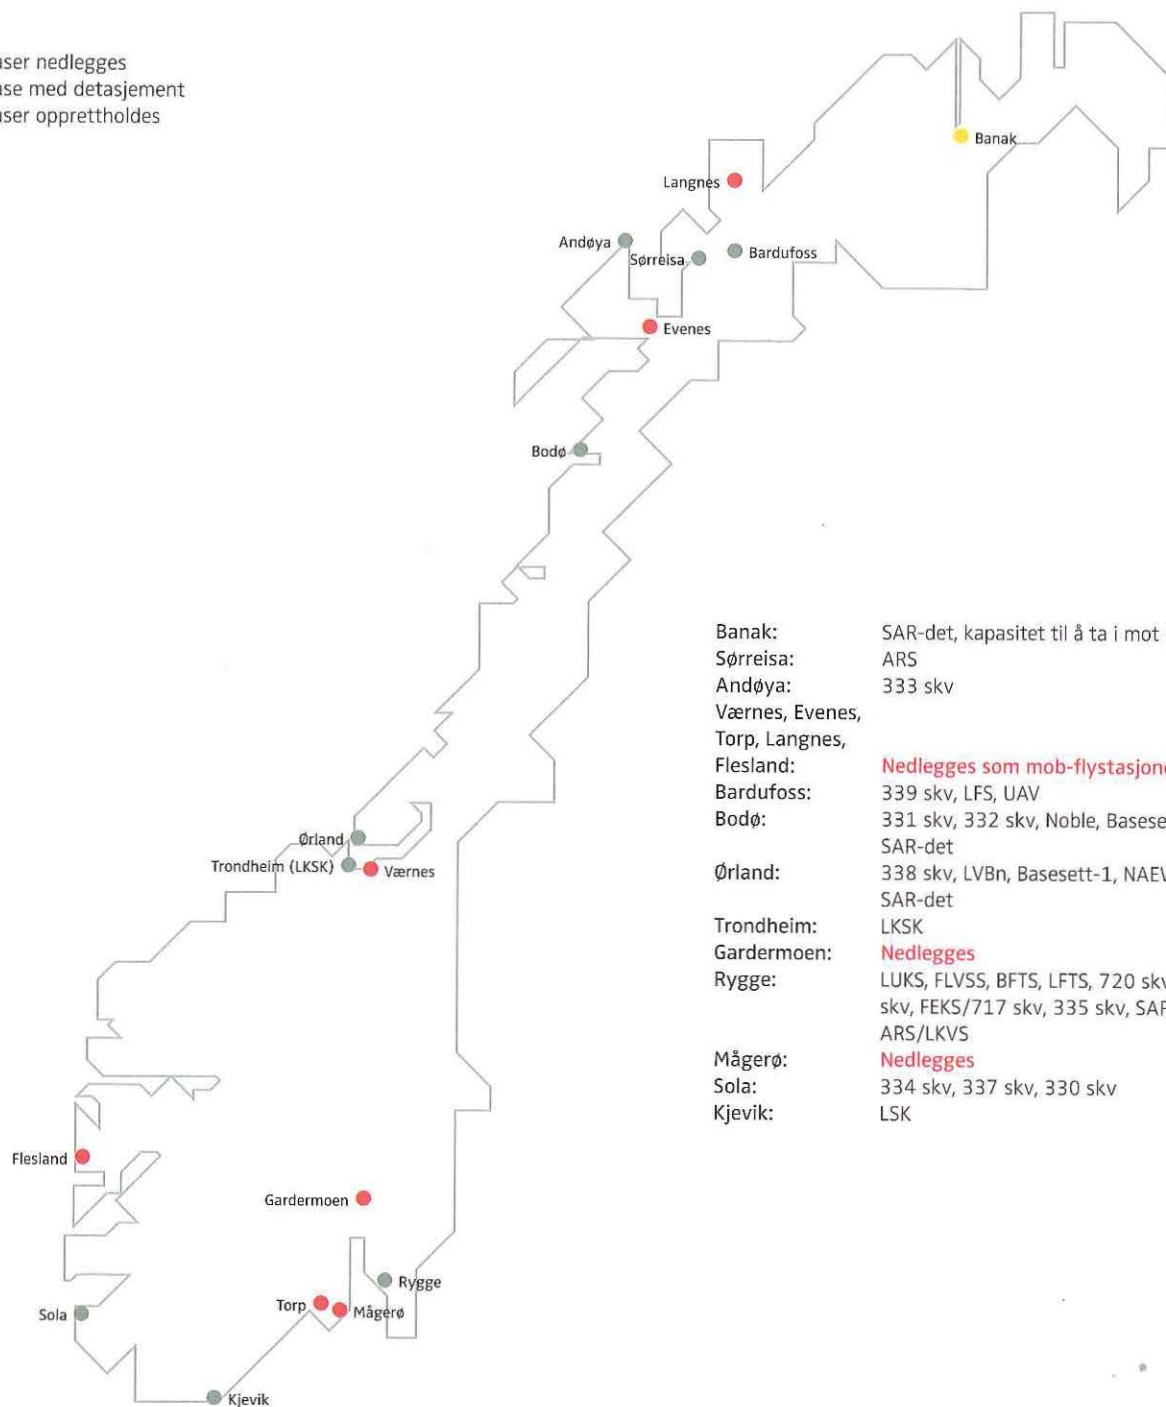 aser nedlegges
ase med detasjement
aser opprettholdes
Banak
Langnes
Andøya
Sørreisa
Bardufoss
Evenes
Bodø
Ørland
Trondheim (LKSK)
Værnes
Flesland
Gardermoen
Rygge
Torp
Mågerø
Sola
Kjevik
Banak: SAR-det, kapasitet til å ta i mot
Sørreisa: ARS
Andøya: 333 skv
Værnes, Evenes,
Torp, Langnes,
Flesland: Nedlegges som mob-flystasjone
Bardufoss: 339 skv, LFS, UAV
Bodø: 331 skv, 332 skv, Noble, Basese
SAR-det
Ørland: 338 skv, LVBn, Basesett-1, NAEW
SAR-det
Trondheim: LKSK
Gardermoen: Nedlegges
Rygge: LUKS, FLVSS, BFTS, LFTS, 720 skv
skv, FEKS/717 skv, 335 skv, SAR
ARS/LKVS
Mågerø: Nedlegges
Sola: 334 skv, 337 skv, 330 skv
Kjevik: LSK